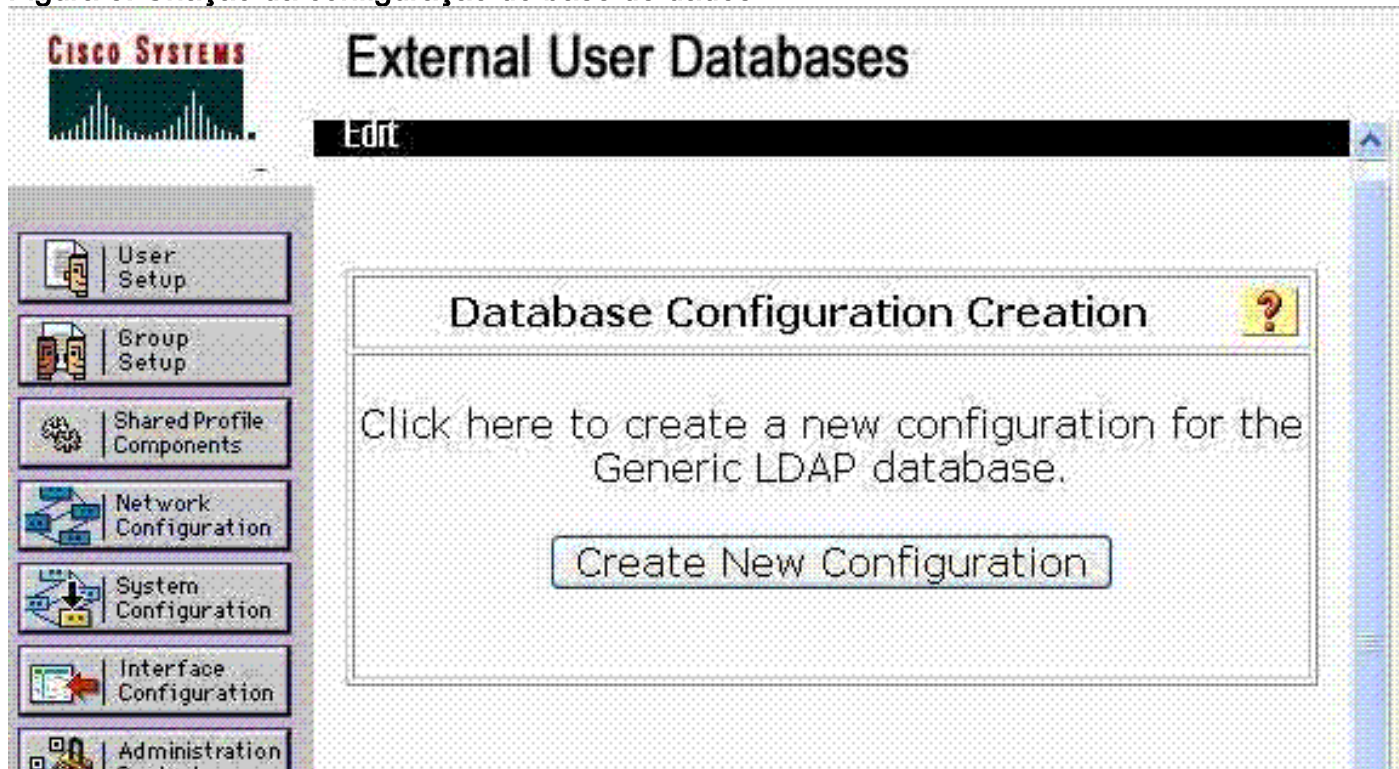 CISCO SYSTEMS
External User Databases
Edit
User
Setup
Group
Setup
Shared Profile
Components
Network
Configuration
System
Configuration
Interface
Configuration
Administration
Database Configuration Creation
?
Click here to create a new configuration for the
Generic LDAP database.
Create New Configuration